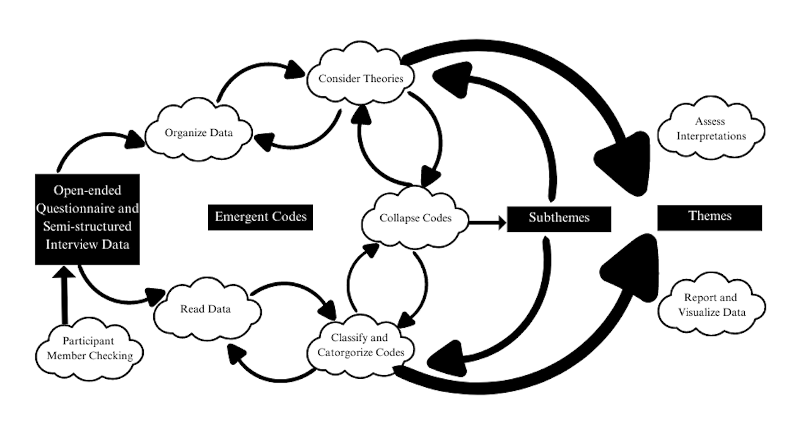 Consider Theories
Organize Data
Assess
Interpretations
Open-ended
Questionnaire and
Semi-structured
Interview Data
Emergent Codes
Collapse Codes
Subthemes
Themes
Read Data
Report and
Visualize Data
Participant
Member Checking
Classify and
Catorgorize Codes